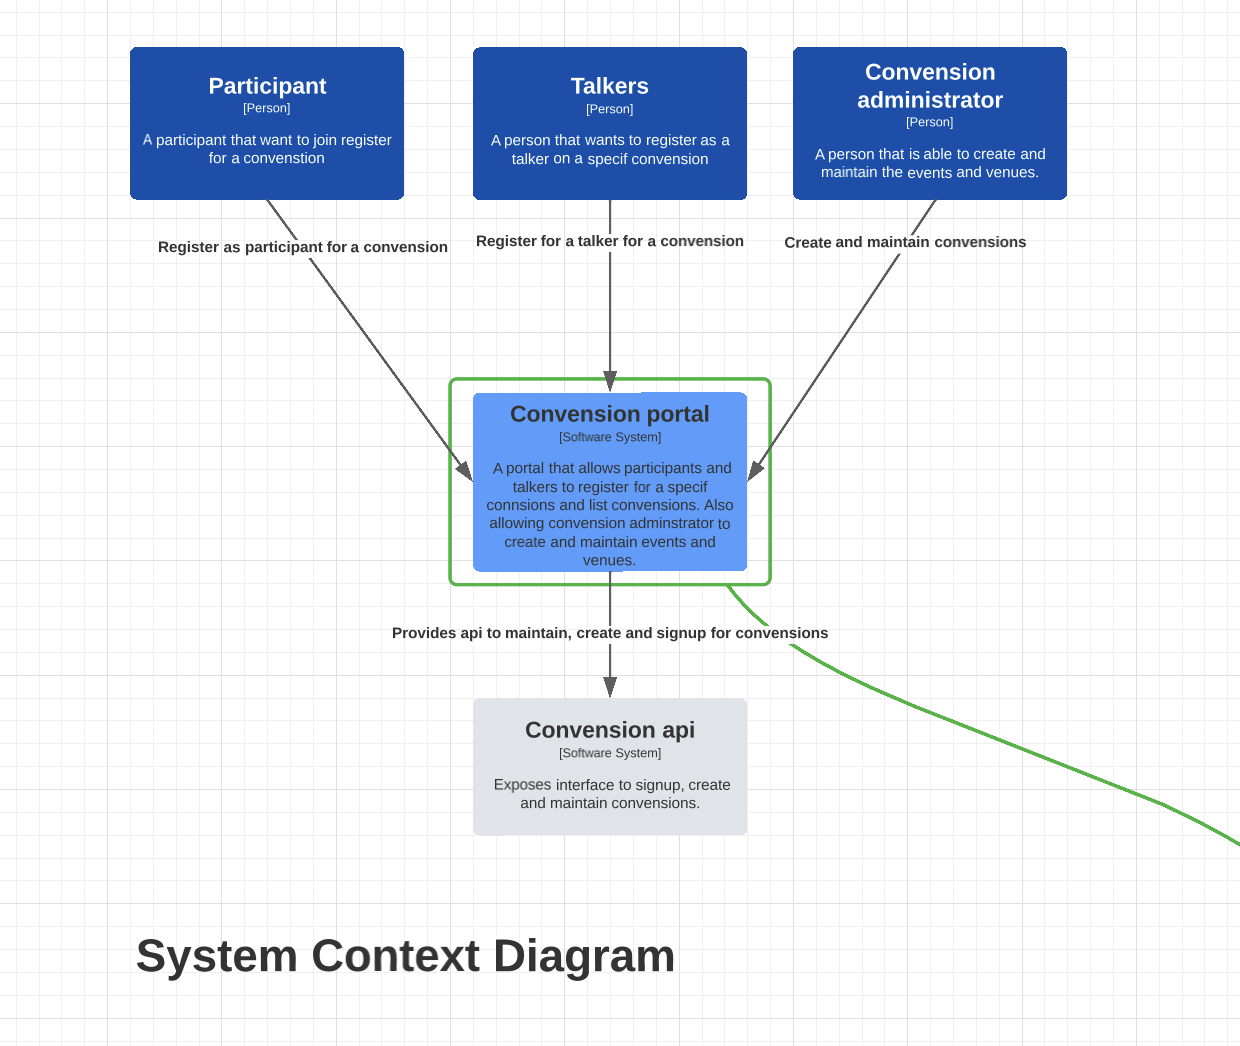 Participant
[Person]
A participant that want to join register
for a convenstion
Talkers
[Person]
A person that wants to register as a
talker on a specif convension
Convension
administrator
[Person]
A person that is able to create and
maintain the events and venues.
Register as participant for a convension
Register for a talker for a convension
Create and maintain convensions
Convension portal
[Software System]
A portal that allows participants and
talkers to register for a specif
connsions and list convensions. Also
allowing convension adminstrator to
create and maintain events and
venues.
Provides api to maintain, create and signup for convensions
Convension api
[Software System]
Exposes interface to signup, create
and maintain convensions.
System Context Diagram